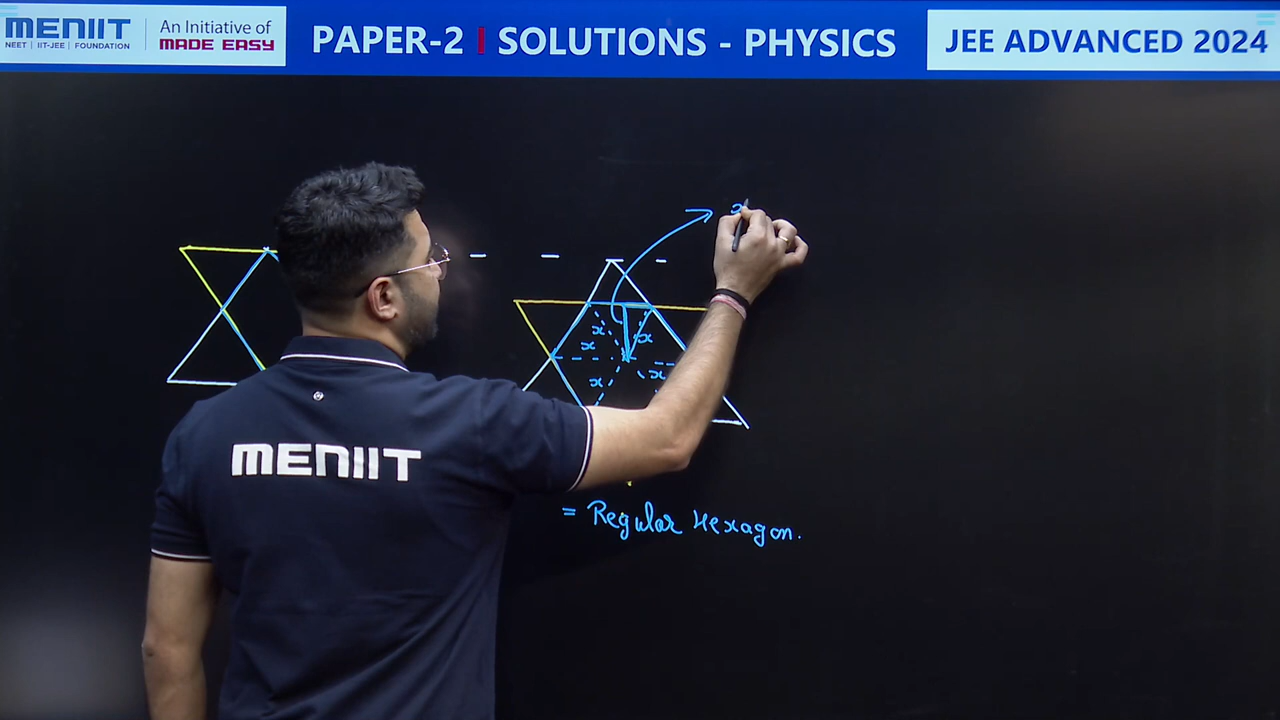 MENIIT
NEET | IIT-JEE | FOUNDATION
An Initiative of
MADE EASY
PAPER-2 | SOLUTIONS - PHYSICS
JEE ADVANCED 2024
x
x
x
x
x
= Regular Hexagon.
MENIIT